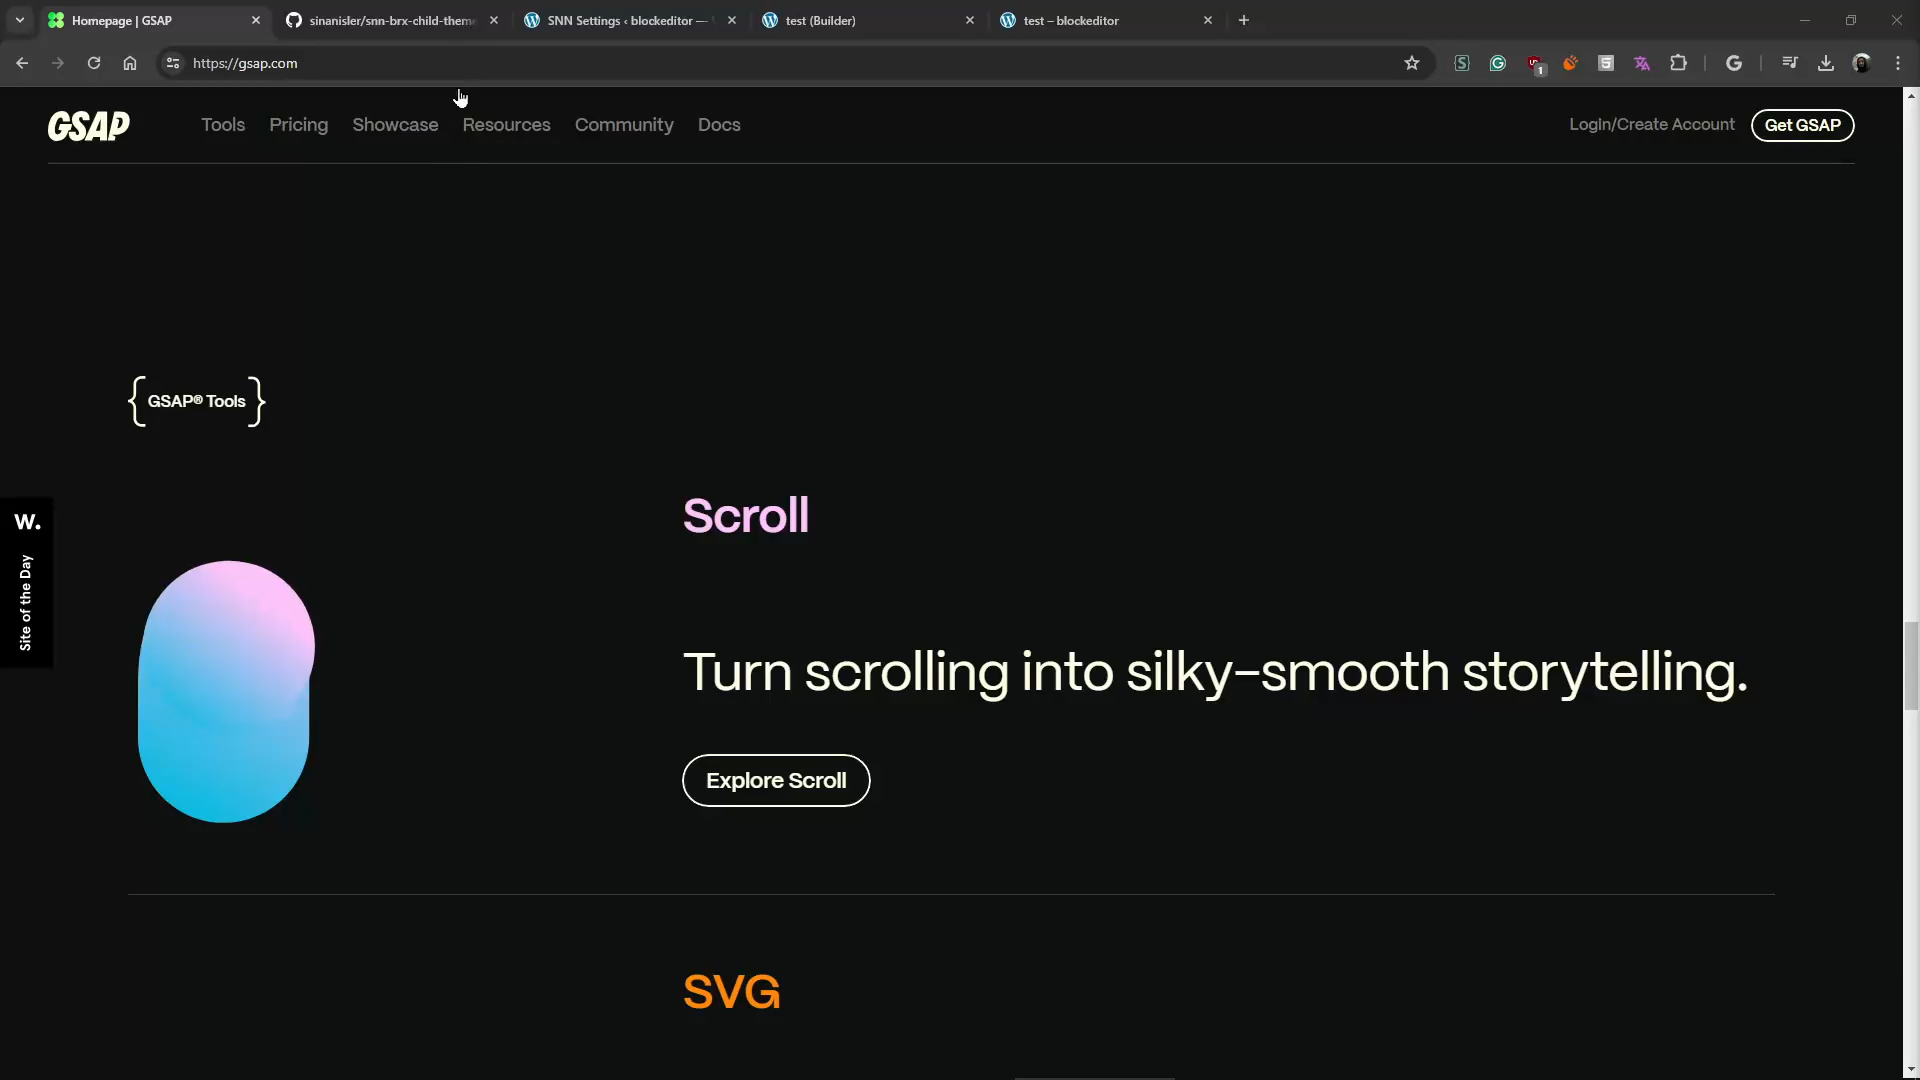 Homepage | GSAP
sinanisler/snn-brx-child-theme
SNN Settings ‹ blockeditor —
test (Builder)
test – blockeditor
https://gsap.com
1
GSAP
Tools
Pricing
Showcase
Resources
Community
Docs
LogIn/Create Account
Get GSAP
{ GSAP® Tools }
Scroll
W.
Site of the Day
Turn scrolling into silky-smooth storytelling.
Explore Scroll
SVG